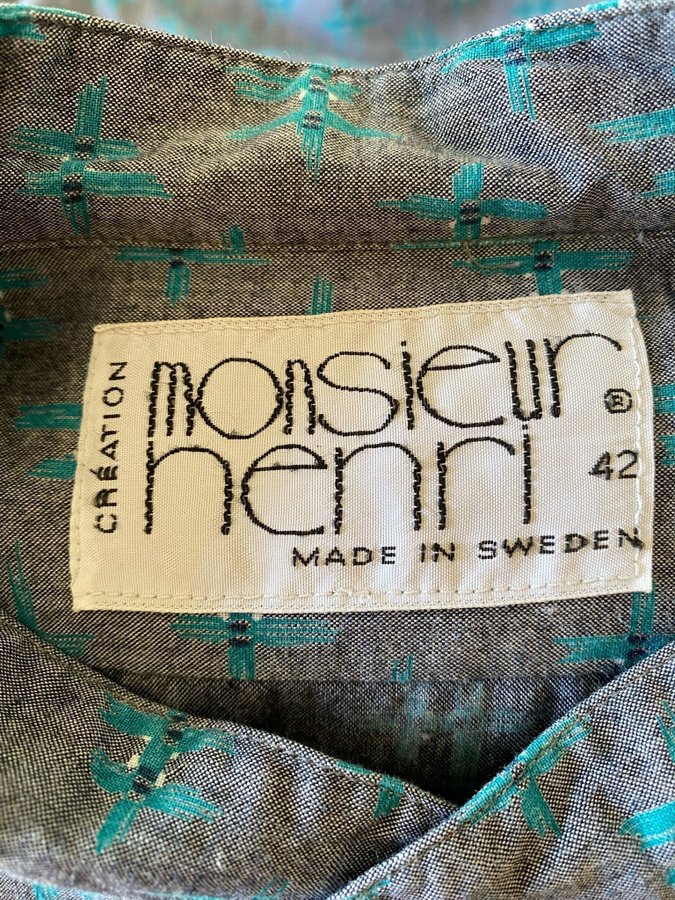 CRÉATION
monsieur ®
henri 42
MADE IN SWEDEN